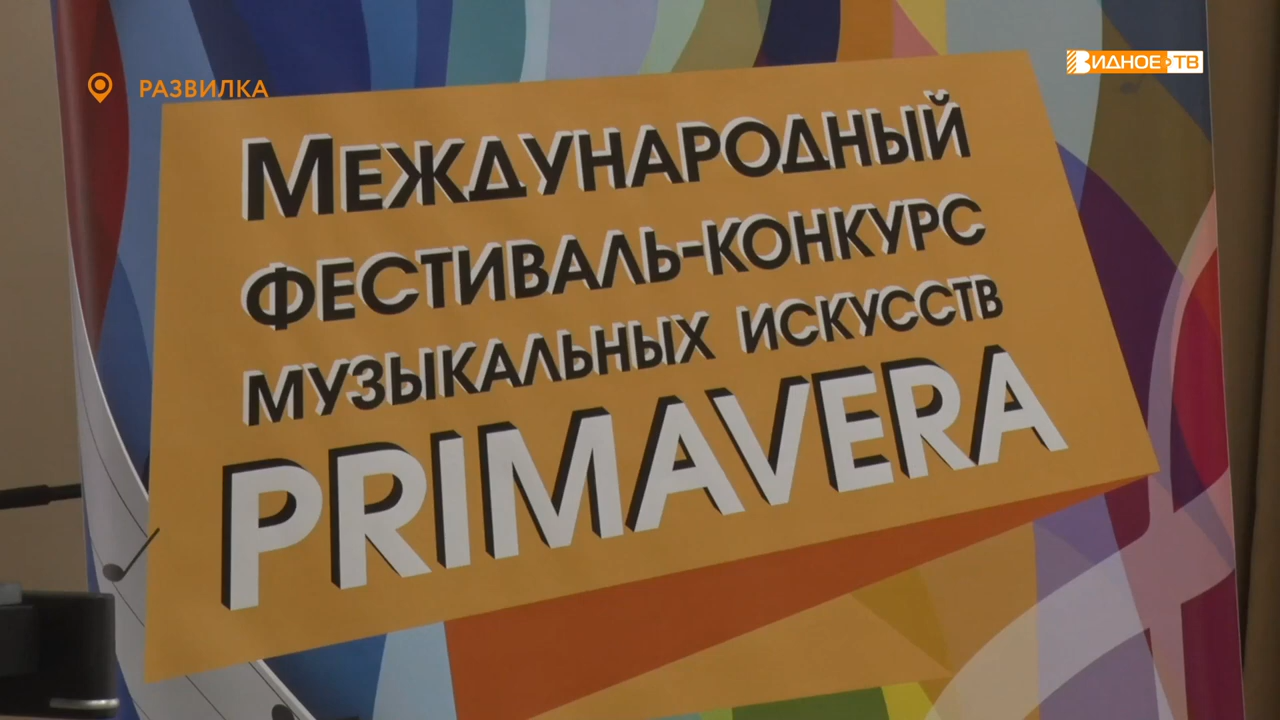 РАЗВИЛКА
ВИДНОЕ ТВ
МЕЖДУНАРОДНЫЙ
ФЕСТИВАЛЬ-КОНКУРС
МУЗЫКАЛЬНЫХ ИСКУССТВ
PRIMAVERA